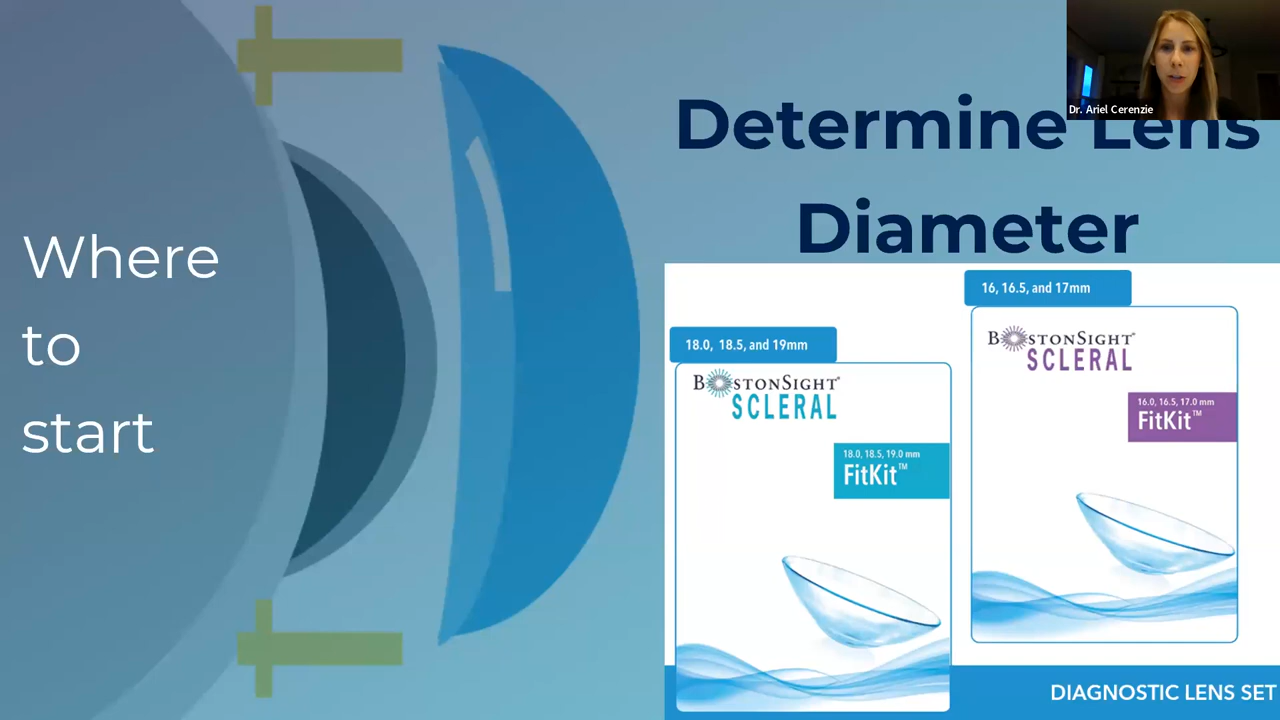 Where
to
start
Determine Lens
Diameter
Dr. Ariel Cerenzie
18.0, 18.5, and 19mm
BOSTONSIGHT®
SCLERAL
18.0, 18.5, 19.0 mm
FitKit™
16, 16.5, and 17mm
BOSTONSIGHT®
SCLERAL
16.0, 16.5, 17.0 mm
FitKit™
DIAGNOSTIC LENS SET